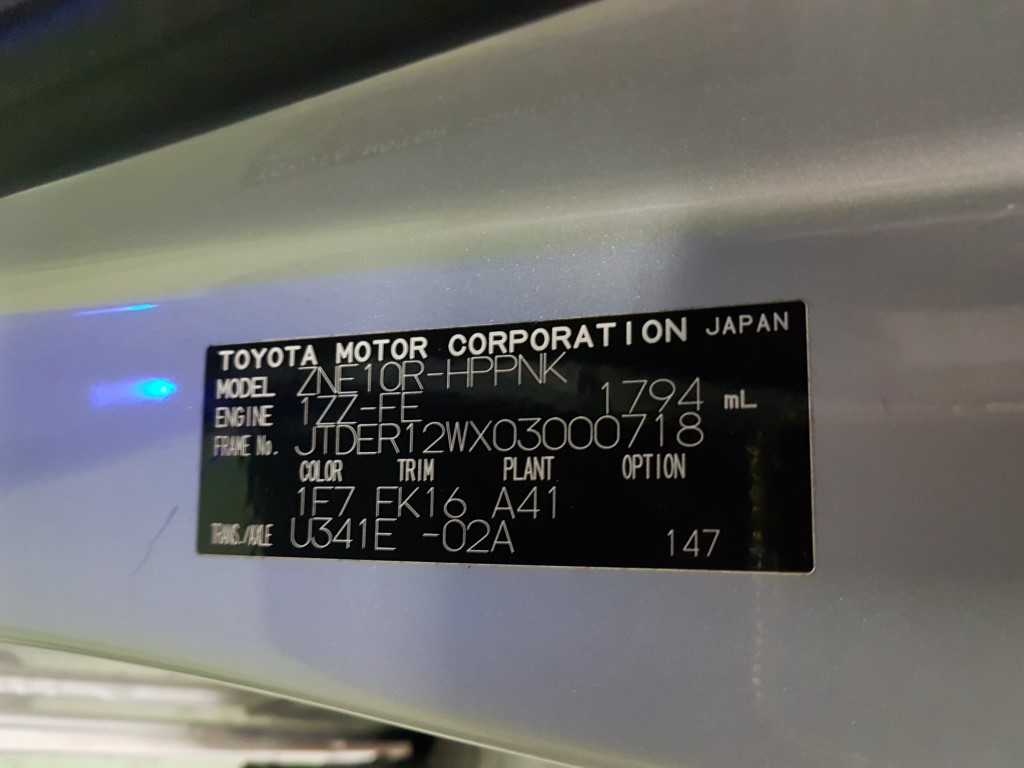 TOYOTA MOTOR CORPORATION JAPAN
MODEL ZNE10R-HPPNK
ENGINE 1ZZ-FE 1794 mL
FRAME No. JTDER12WX03000718
COLOR TRIM PLANT OPTION
1F7 FK16 A41
TRANS./AXLE U341E -02A 147